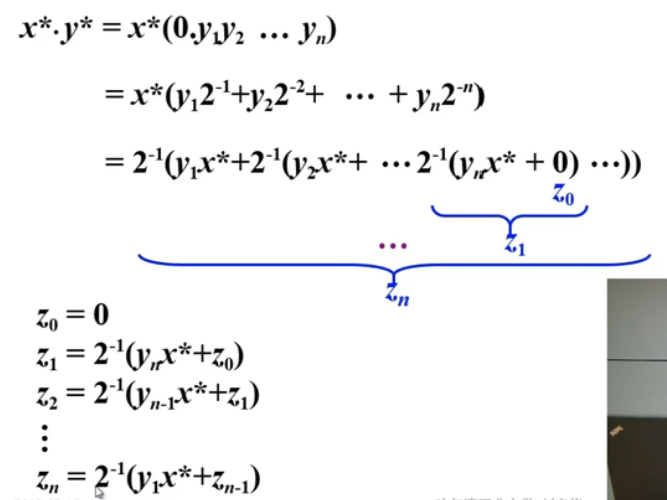 x*·y* = x*(0.y₁y₂ … yₙ)
= x*(y₁2⁻¹+y₂2⁻²+ … + yₙ2⁻ⁿ)
= 2⁻¹(y₁x*+2⁻¹(y₂x*+ …2⁻¹(yₙx* + 0) …))
z₀
… z₁
zₙ
z₀ = 0
z₁ = 2⁻¹(yₙx*+z₀)
z₂ = 2⁻¹(yₙ₋₁x*+z₁)
⋮
zₙ = 2⁻¹(y₁x*+zₙ₋₁)